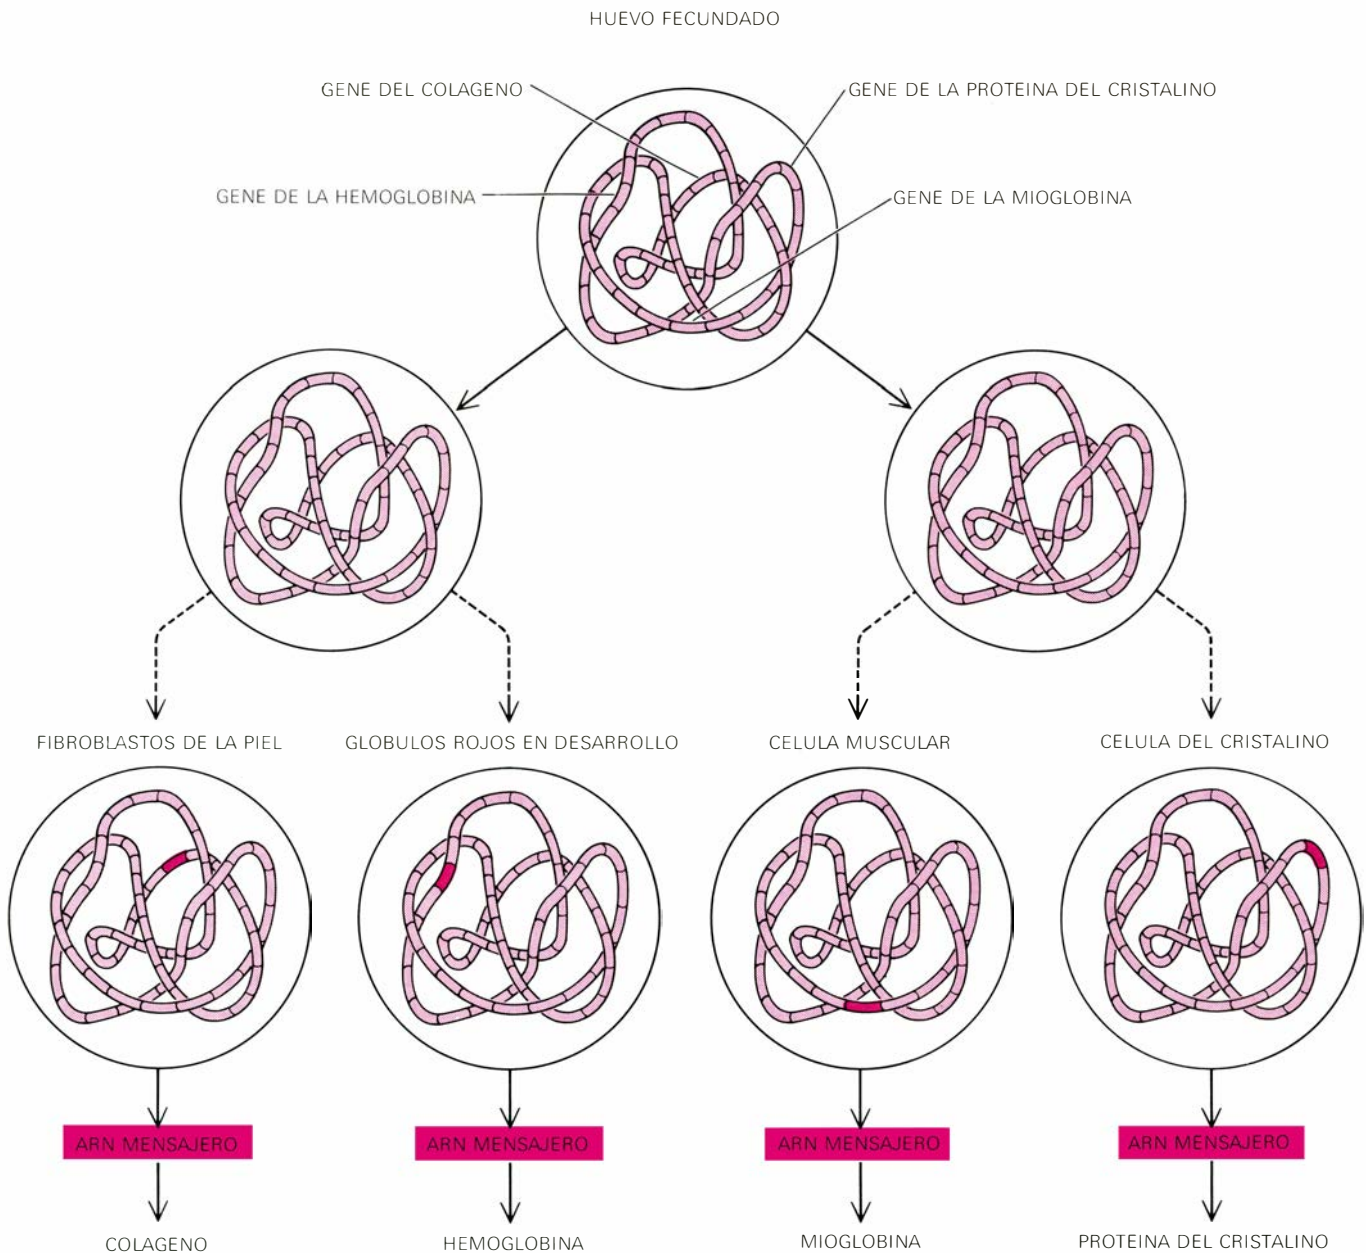 HUEVO FECUNDADO
GENE DEL COLAGENO
GENE DE LA PROTEINA DEL CRISTALINO
GENE DE LA HEMOGLOBINA
GENE DE LA MIOGLOBINA
FIBROBLASTOS DE LA PIEL
GLOBULOS ROJOS EN DESARROLLO
CELULA MUSCULAR
CELULA DEL CRISTALINO
ARN MENSAJERO
ARN MENSAJERO
ARN MENSAJERO
ARN MENSAJERO
COLAGENO
HEMOGLOBINA
MIOGLOBINA
PROTEINA DEL CRISTALINO